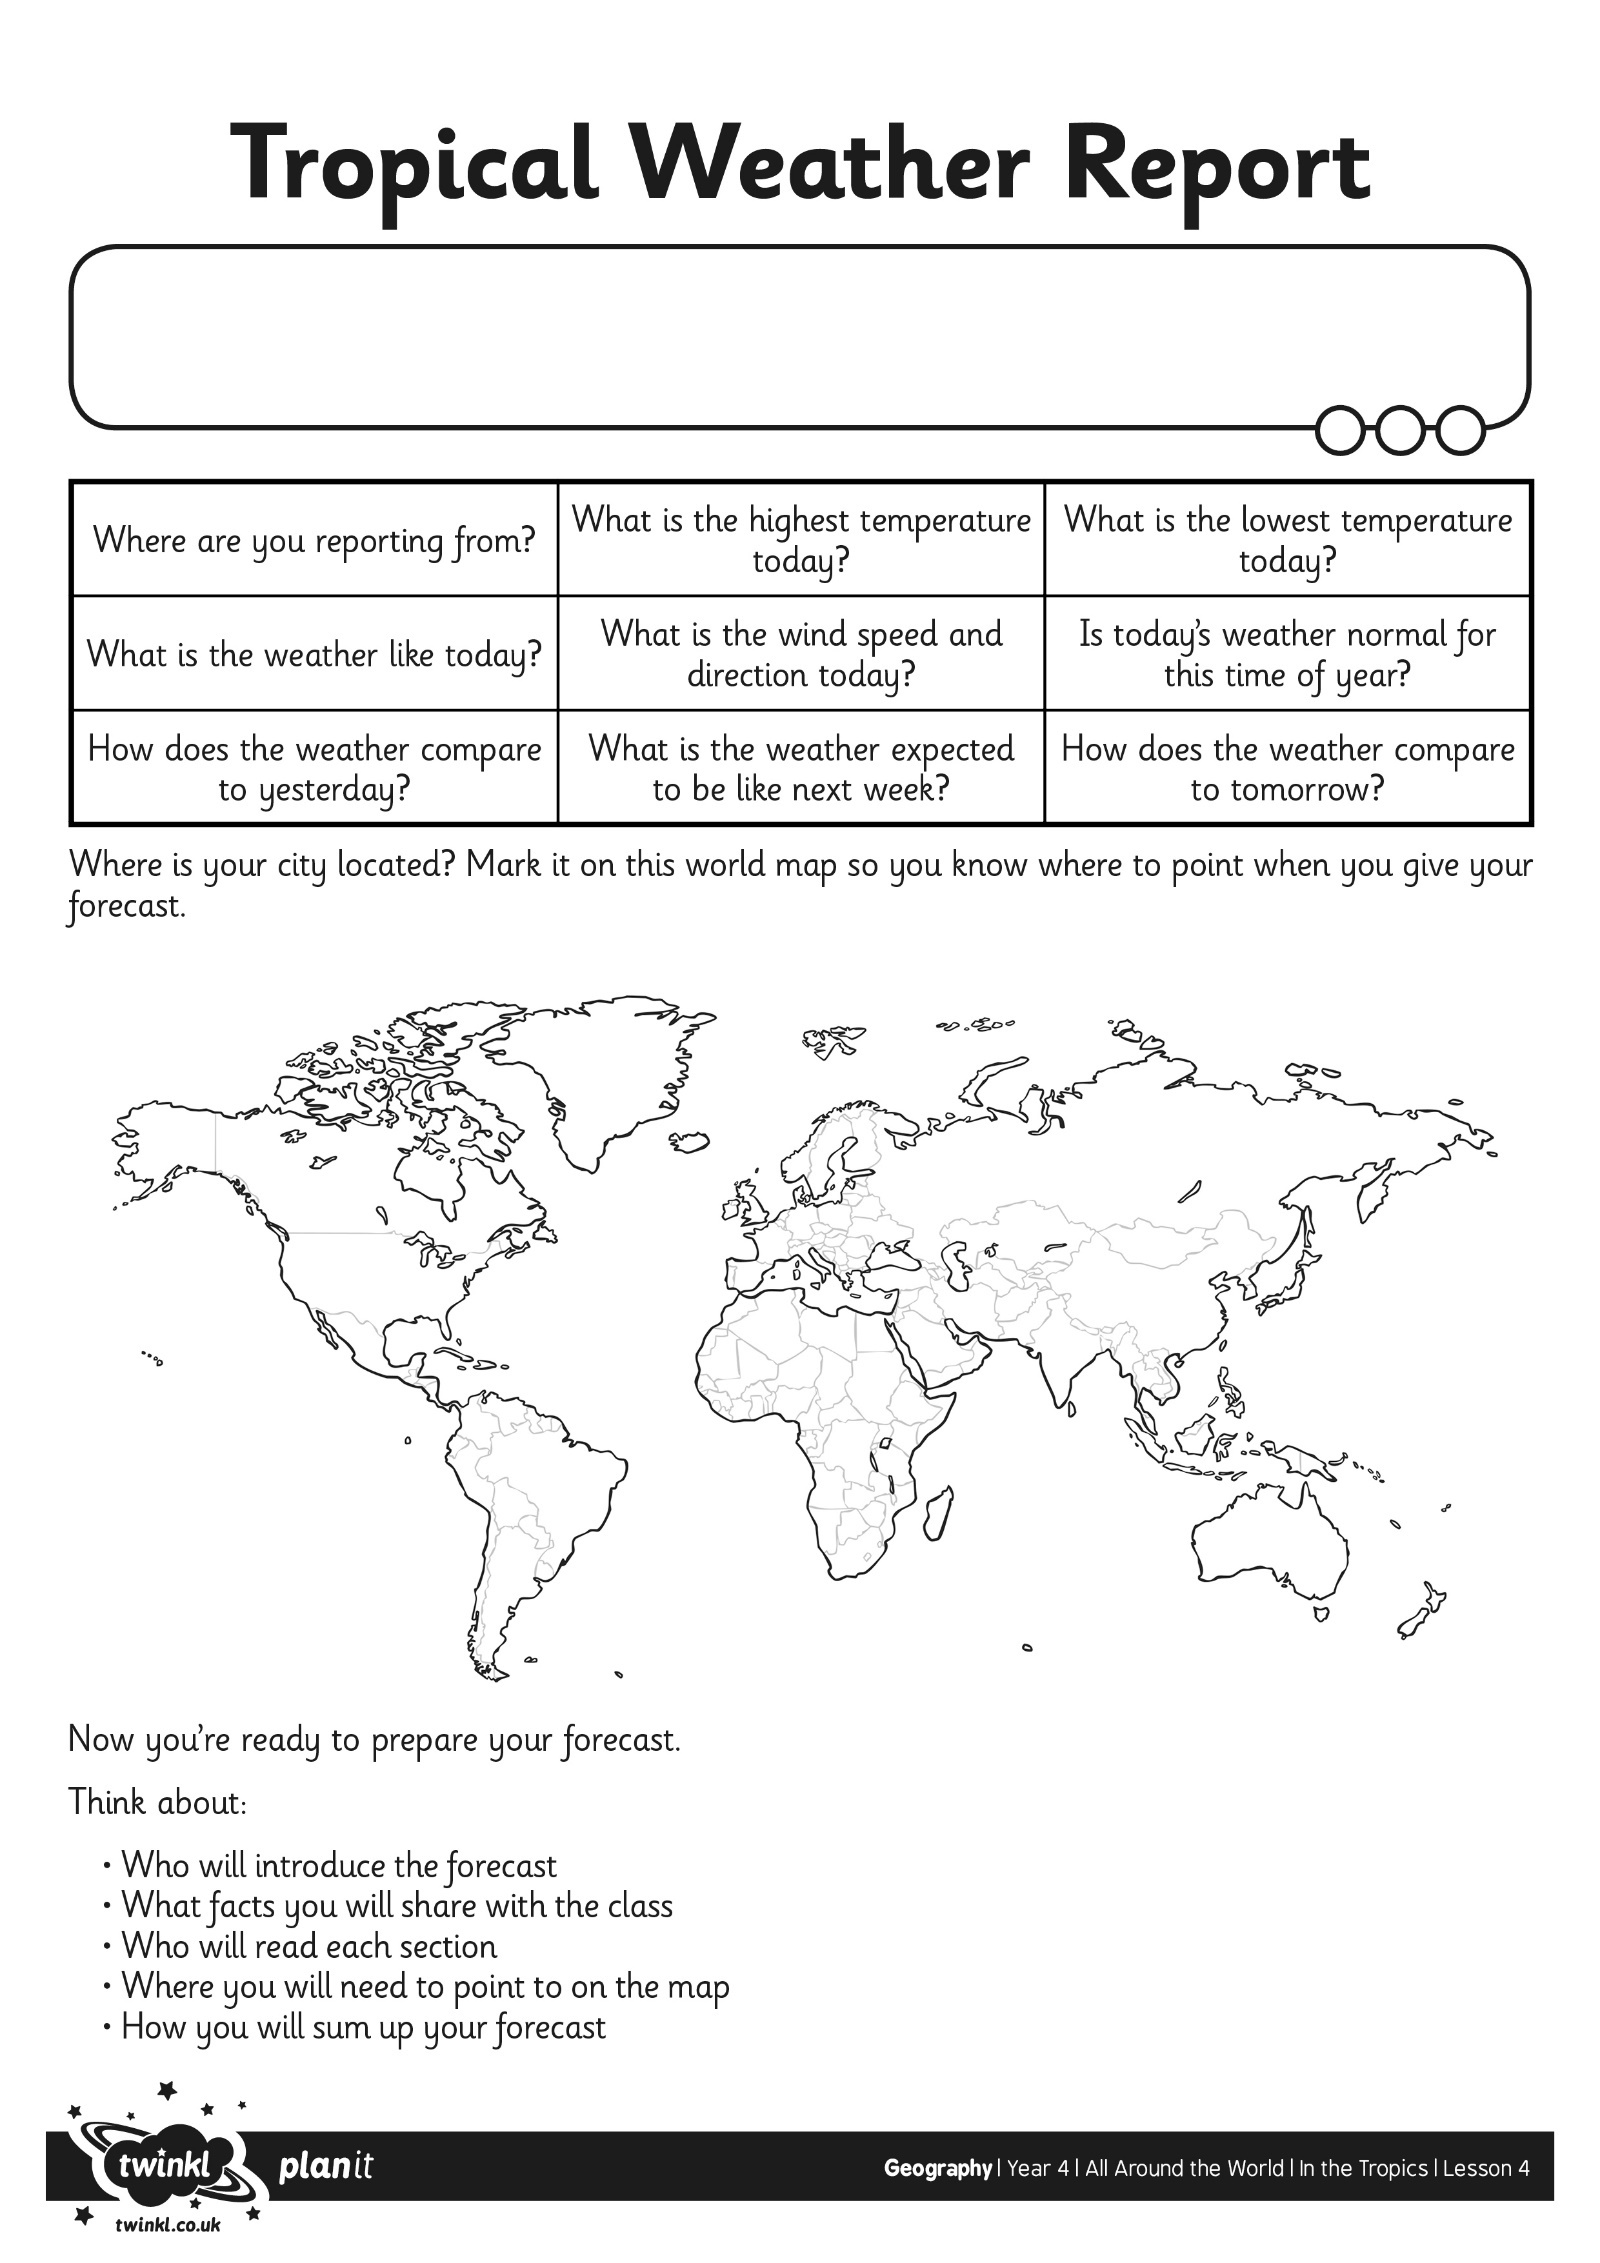 Tropical Weather Report
Where are you reporting from?
What is the highest temperature
today?
What is the lowest temperature
today?
What is the weather like today?
What is the wind speed and
direction today?
Is today's weather normal for
this time of year?
How does the weather compare
to yesterday?
What is the weather expected
to be like next week?
How does the weather compare
to tomorrow?
Where is your city located? Mark it on this world map so you know where to point when you give your
forecast.
Now you're ready to prepare your forecast.
Think about:
• Who will introduce the forecast
• What facts you will share with the class
• Who will read each section
• Where you will need to point to on the map
• How you will sum up your forecast
twinkl
planit
Geography | Year 4 | All Around the World | In the Tropics | Lesson 4
twinkl.co.uk